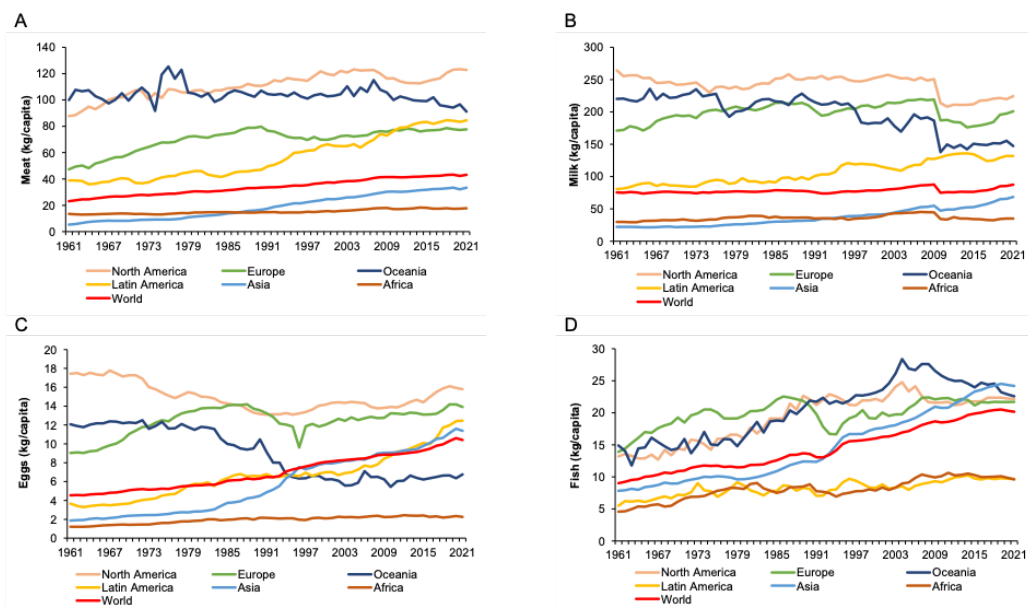 A
Meat (kg/capita)
140
120
100
80
60
40
20
0
1961 1967 1973 1979 1985 1991 1997 2003 2009 2015 2021
North America Europe Oceania
Latin America Asia Africa
World
B
Milk (kg/capita)
300
250
200
150
100
50
0
1961 1967 1973 1979 1985 1991 1997 2003 2009 2015 2021
North America Europe Oceania
Latin America Asia Africa
World
C
Eggs (kg/capita)
20
18
16
14
12
10
8
6
4
2
0
1961 1967 1973 1979 1985 1991 1997 2003 2009 2015 2021
North America Europe Oceania
Latin America Asia Africa
World
D
Fish (kg/capita)
30
25
20
15
10
5
0
1961 1967 1973 1979 1985 1991 1997 2003 2009 2015 2021
North America Europe Oceania
Latin America Asia Africa
World